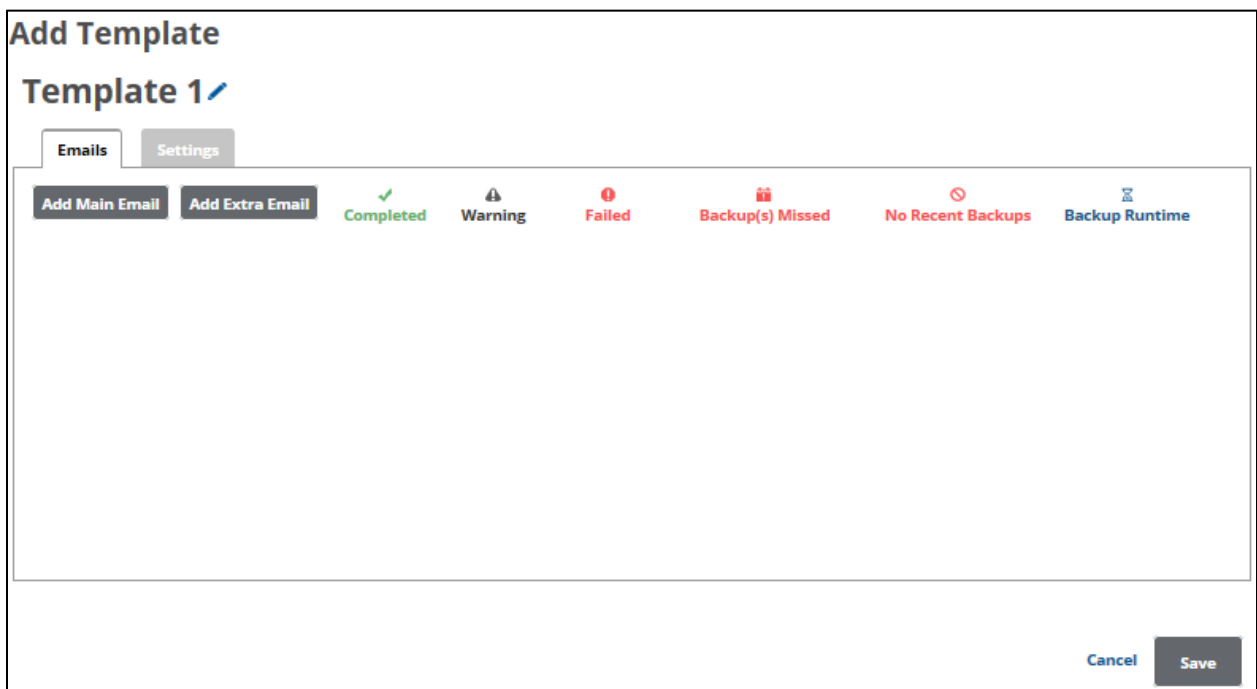 Add Template
Template 1
Emails Settings
Add Main Email Add Extra Email Completed Warning Failed Backup(s) Missed No Recent Backups Backup Runtime
Cancel Save